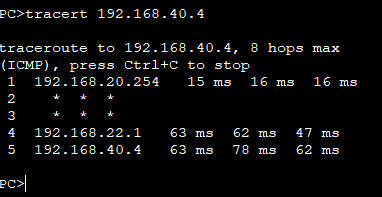 PC>tracert 192.168.40.4
traceroute to 192.168.40.4, 8 hops max
(ICMP), press Ctrl+C to stop
1 192.168.20.254 15 ms 16 ms 16 ms
2 * * *
3 * * *
4 192.168.22.1 63 ms 62 ms 47 ms
5 192.168.40.4 63 ms 78 ms 62 ms
PC>